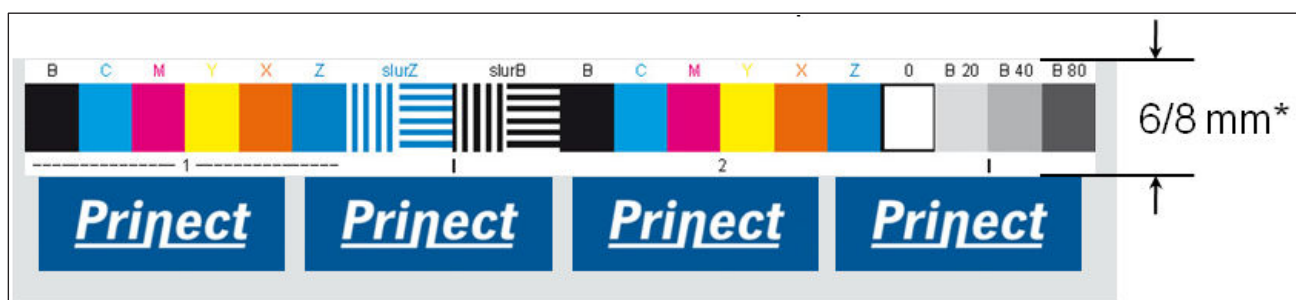 B C M Y X Z slurZ slurB B C M Y X Z 0 B 20 B 40 B 80
6/8 mm*
1 2
Prinect Prinect Prinect Prinect